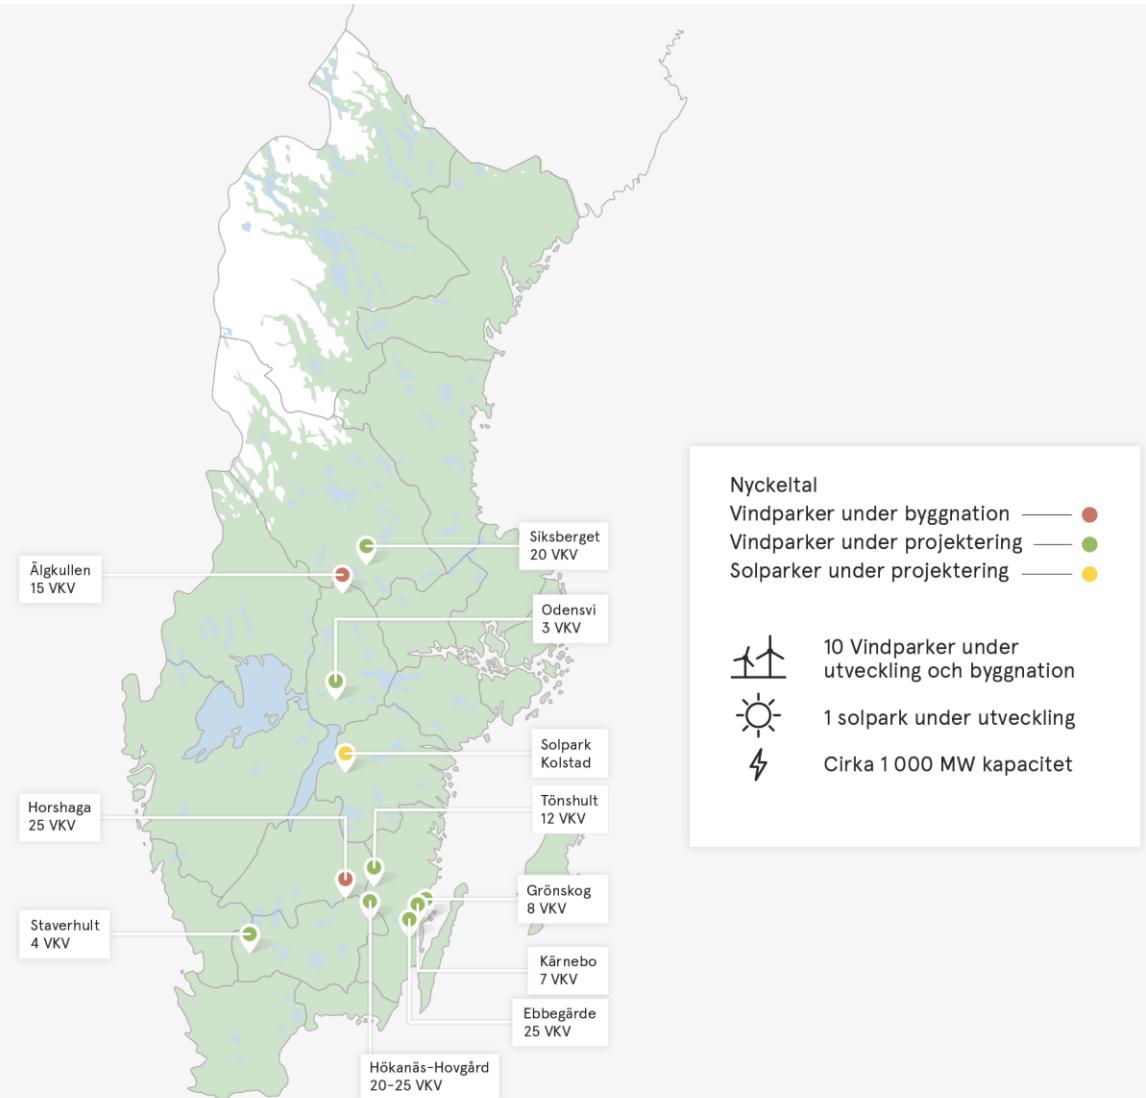 Siksberget
20 VKV
Älgkullen
15 VKV
Odensvi
3 VKV
Solpark
Kolstad
Horshaga
25 VKV
Tönshult
12 VKV
Grönskog
8 VKV
Staverhult
4 VKV
Kärnebo
7 VKV
Ebbegärde
25 VKV
Hökanäs-Hovgård
20-25 VKV
Nyckeltal
Vindparker under byggnation
Vindparker under projektering
Solparker under projektering
10 Vindparker under
utveckling och byggnation
1 solpark under utveckling
Cirka 1 000 MW kapacitet